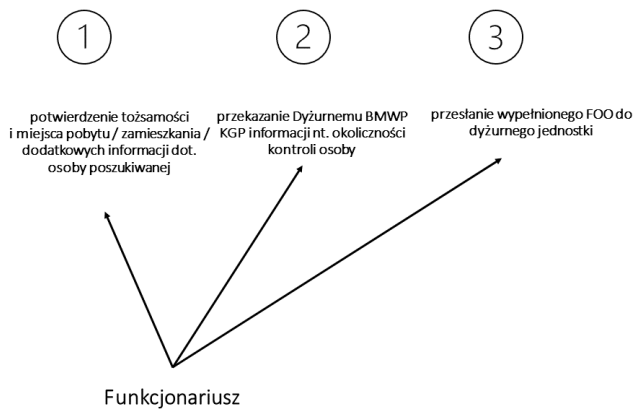 1
2
3
potwierdzenie tożsamości
i miejsca pobytu / zamieszkania /
dodatkowych informacji dot.
osoby poszukiwanej
przekazanie Dyżurnemu BMWP
KGP informacji nt. okoliczności
kontroli osoby
przesłanie wypełnionego FOO do
dyżurnego jednostki
Funkcjonariusz